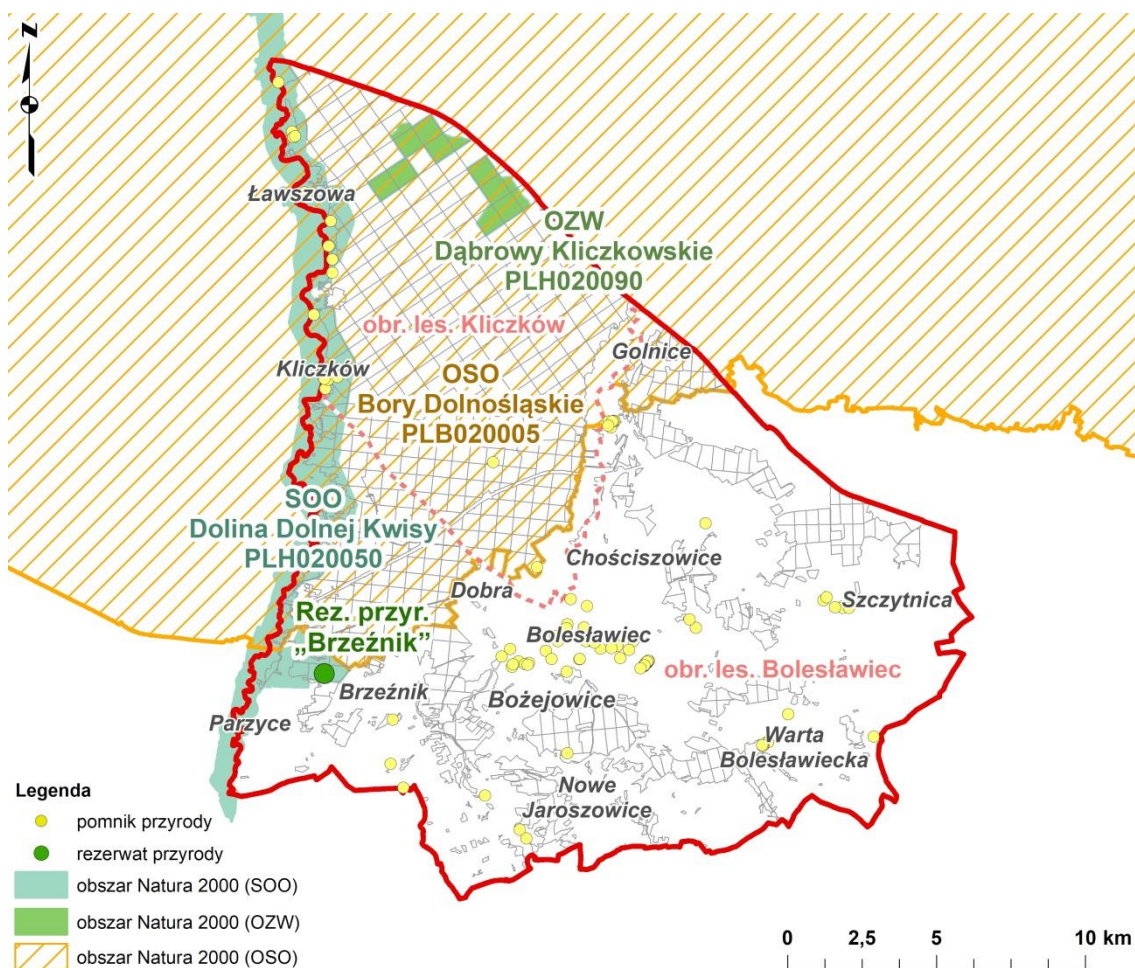 N
Ławszowa
OZW
Dąbrowy Kliczkowskie
PLH020090
obr. les. Kliczków
Golnice
Kliczków
OSO
Bory Dolnośląskie
PLB020005
SOO
Dolina Dolnej Kwisy
PLH020050
Chościszowice
Dobra
Szczytnica
Rez. przyr.
„Brzeźnik”
Bolesławiec
obr. les. Bolesławiec
Brzeźnik
Bożejowice
Parzyce
Warta
Bolesławiecka
Nowe
Jaroszowice
Legenda
pomnik przyrody
rezerwat przyrody
obszar Natura 2000 (SOO)
obszar Natura 2000 (OZW)
obszar Natura 2000 (OSO)
0 2,5 5 10 km